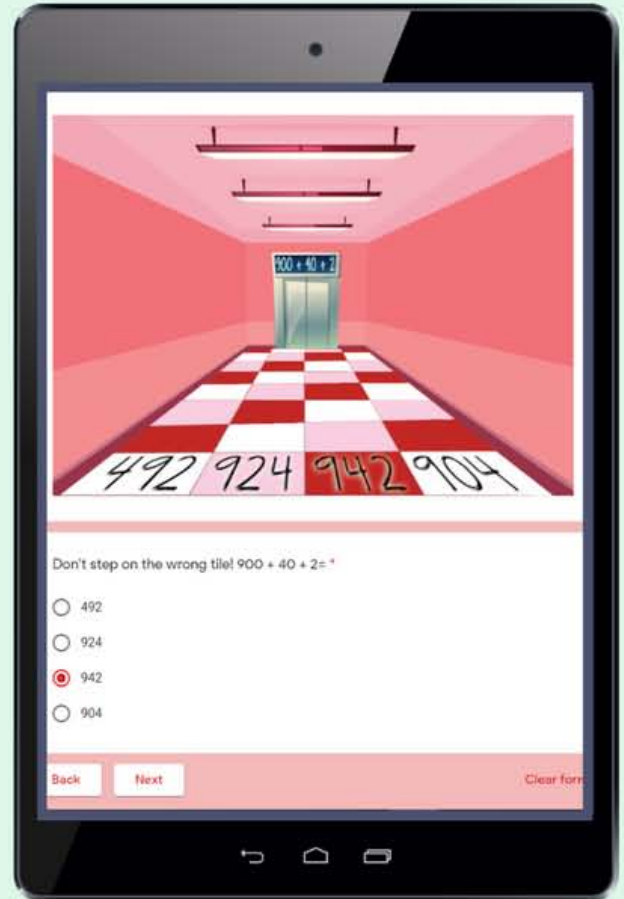 900 + 40 + 2
492 924 942 904
Don't step on the wrong tile! 900 + 40 + 2= *
492
924
942
904
Back Next Clear form